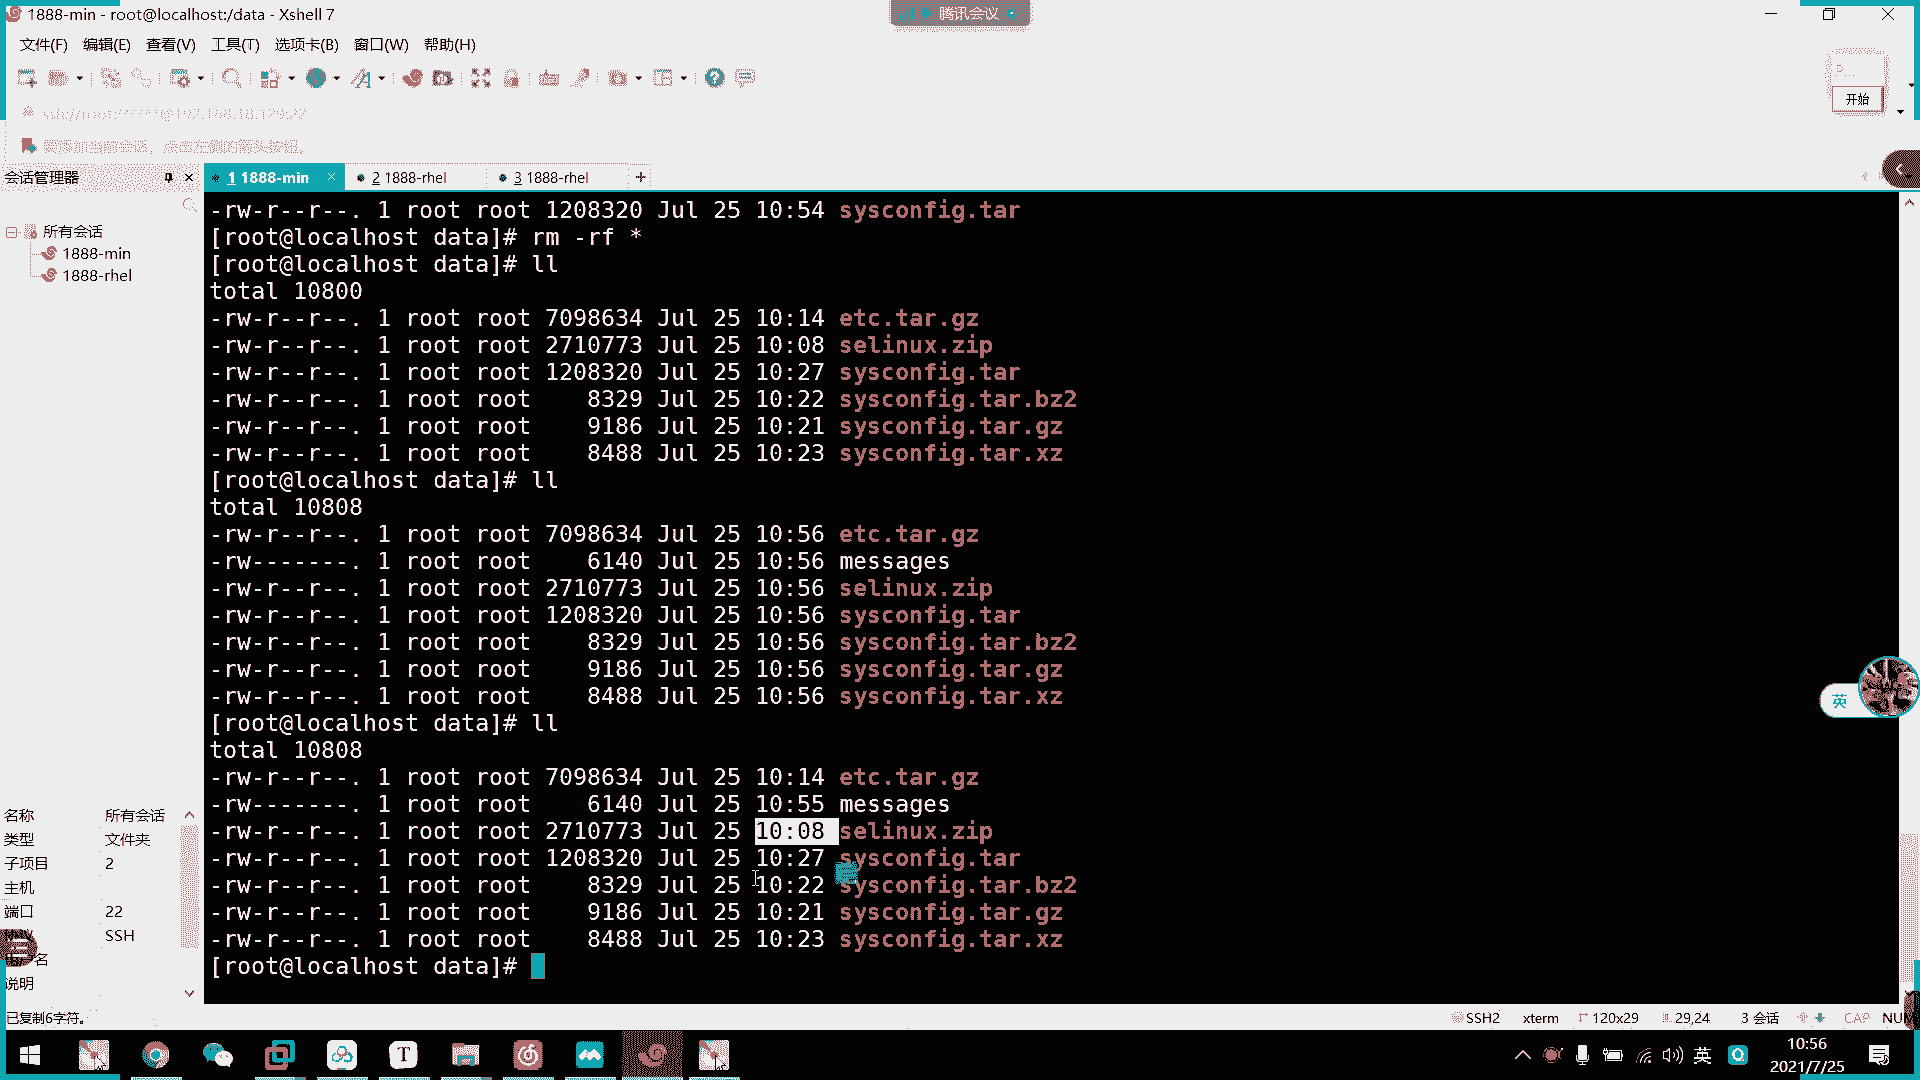 1888-min - root@localhost:/data - Xshell 7
腾讯会议
文件(F) 编辑(E) 查看(V) 工具(T) 选项卡(B) 窗口(W) 帮助(H)
开始
会话管理器
1 1888-min × 2 1888-rhel 3 1888-rhel +
所有会话
1888-min
1888-rhel
-rw-r--r--. 1 root root 1208320 Jul 25 10:54 sysconfig.tar
[root@localhost data]# rm -rf *
[root@localhost data]# ll
total 10800
-rw-r--r--. 1 root root 7098634 Jul 25 10:14 etc.tar.gz
-rw-r--r--. 1 root root 2710773 Jul 25 10:08 selinux.zip
-rw-r--r--. 1 root root 1208320 Jul 25 10:27 sysconfig.tar
-rw-r--r--. 1 root root    8329 Jul 25 10:22 sysconfig.tar.bz2
-rw-r--r--. 1 root root    9186 Jul 25 10:21 sysconfig.tar.gz
-rw-r--r--. 1 root root    8488 Jul 25 10:23 sysconfig.tar.xz
[root@localhost data]# ll
total 10808
-rw-r--r--. 1 root root 7098634 Jul 25 10:56 etc.tar.gz
-rw-------. 1 root root    6140 Jul 25 10:56 messages
-rw-r--r--. 1 root root 2710773 Jul 25 10:56 selinux.zip
-rw-r--r--. 1 root root 1208320 Jul 25 10:56 sysconfig.tar
-rw-r--r--. 1 root root    8329 Jul 25 10:56 sysconfig.tar.bz2
-rw-r--r--. 1 root root    9186 Jul 25 10:56 sysconfig.tar.gz
-rw-r--r--. 1 root root    8488 Jul 25 10:56 sysconfig.tar.xz
[root@localhost data]# ll
total 10808
-rw-r--r--. 1 root root 7098634 Jul 25 10:14 etc.tar.gz
-rw-------. 1 root root    6140 Jul 25 10:55 messages
-rw-r--r--. 1 root root 2710773 Jul 25 10:08 selinux.zip
-rw-r--r--. 1 root root 1208320 Jul 25 10:27 sysconfig.tar
-rw-r--r--. 1 root root    8329 Jul 25 10:22 sysconfig.tar.bz2
-rw-r--r--. 1 root root    9186 Jul 25 10:21 sysconfig.tar.gz
-rw-r--r--. 1 root root    8488 Jul 25 10:23 sysconfig.tar.xz
[root@localhost data]#
英
名称 所有会话
类型 文件夹
子项目 2
主机
端口 22
协议 SSH
说明
已复制6字符。
SSH2 xterm 120x29 29,24 3 会话 CAP NUM
英
10:56
2021/7/25